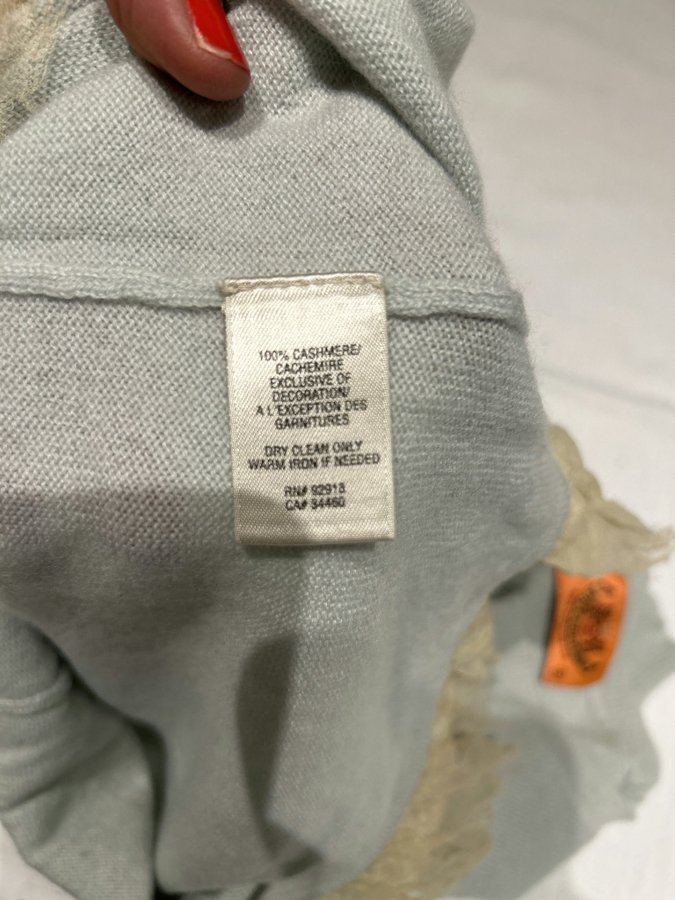 100% CASHMERE/
CACHEMIRE
EXCLUSIVE OF
DECORATION/
A L'EXCEPTION DES
GARNITURES
DRY CLEAN ONLY
WARM IRON IF NEEDED
RN# 92913
CA# 34460